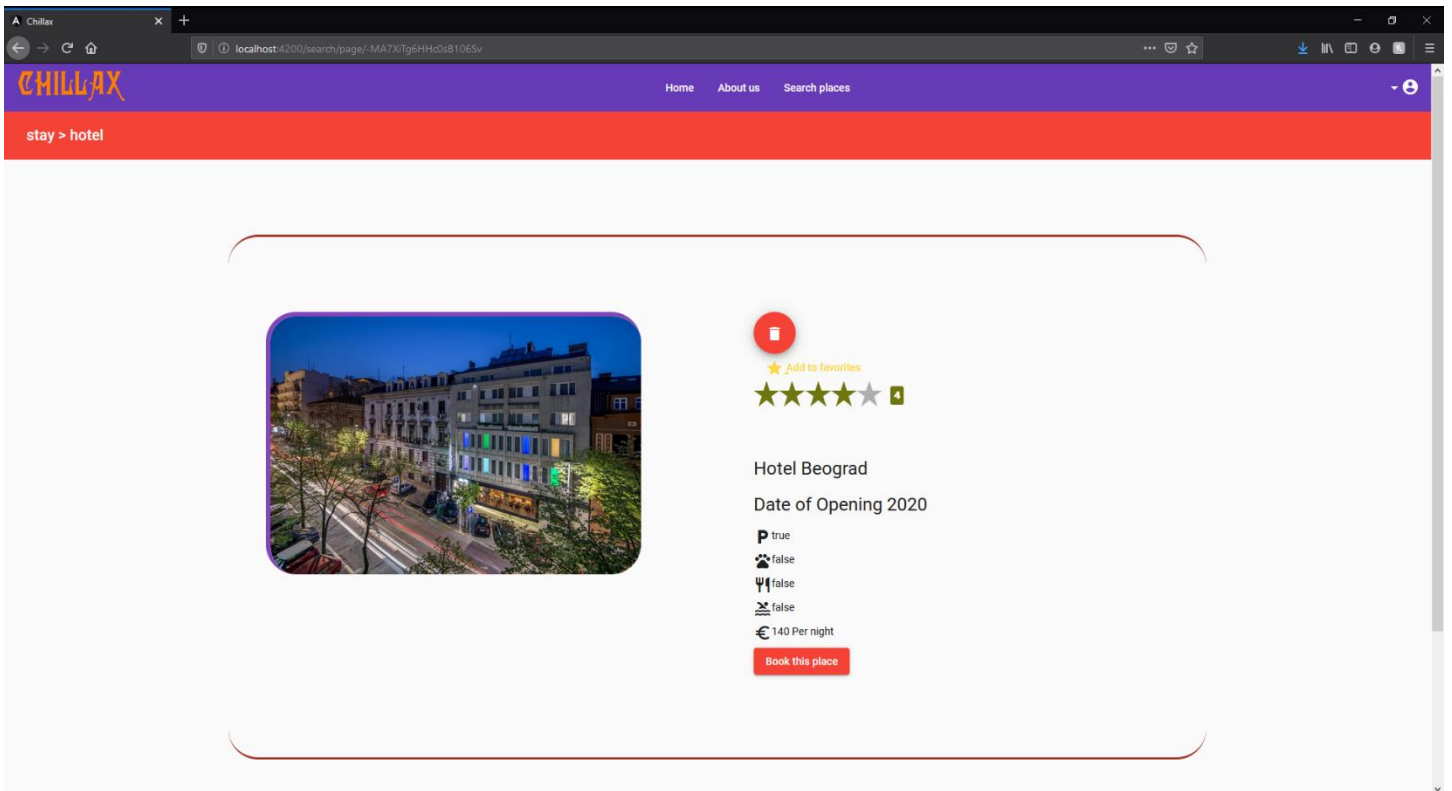 Chillax
localhost:4200/search/page/-MA7XiTg6HHc0s8106Sv
CHILLAX
Home About us Search places
stay > hotel
Add to favorites
4
Hotel Beograd
Date of Opening 2020
P true
false
false
false
€ 140 Per night
Book this place